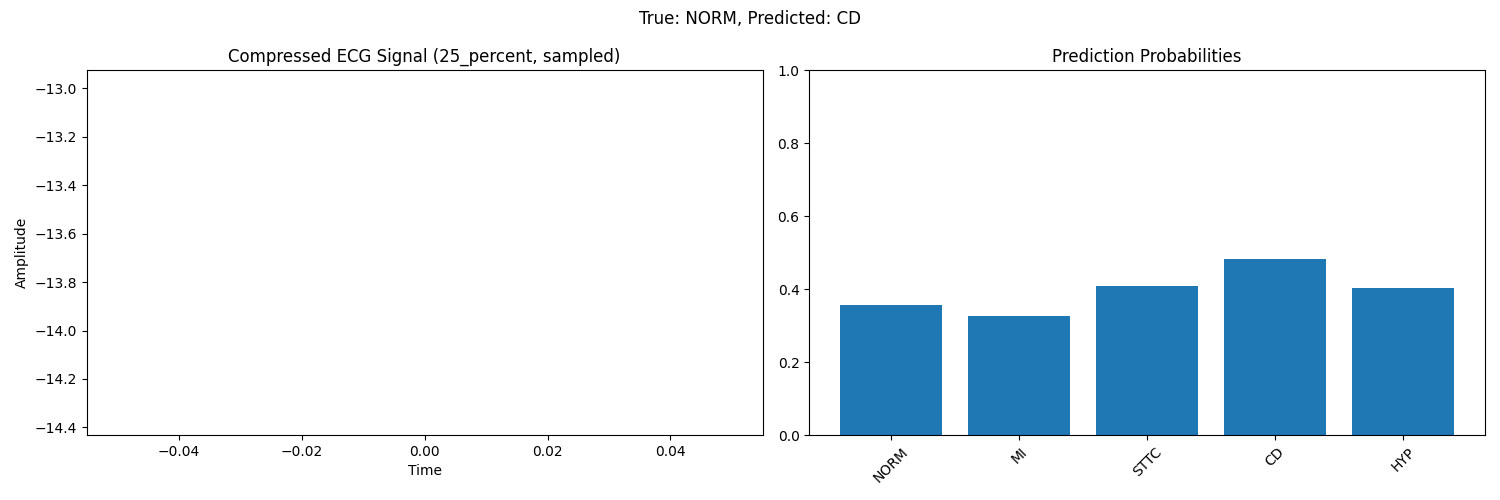 True: NORM, Predicted: CD
Compressed ECG Signal (25_percent, sampled)
Amplitude
−13.0
−13.2
−13.4
−13.6
−13.8
−14.0
−14.2
−14.4
−0.04
−0.02
0.00
0.02
0.04
Time
Prediction Probabilities
1.0
0.8
0.6
0.4
0.2
0.0
NORM
MI
STTC
CD
HYP